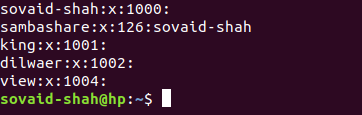 sovaid-shah:x:1000:
sambashare:x:126:sovaid-shah
king:x:1001:
dilwaer:x:1002:
view:x:1004:
sovaid-shah@hp:~$